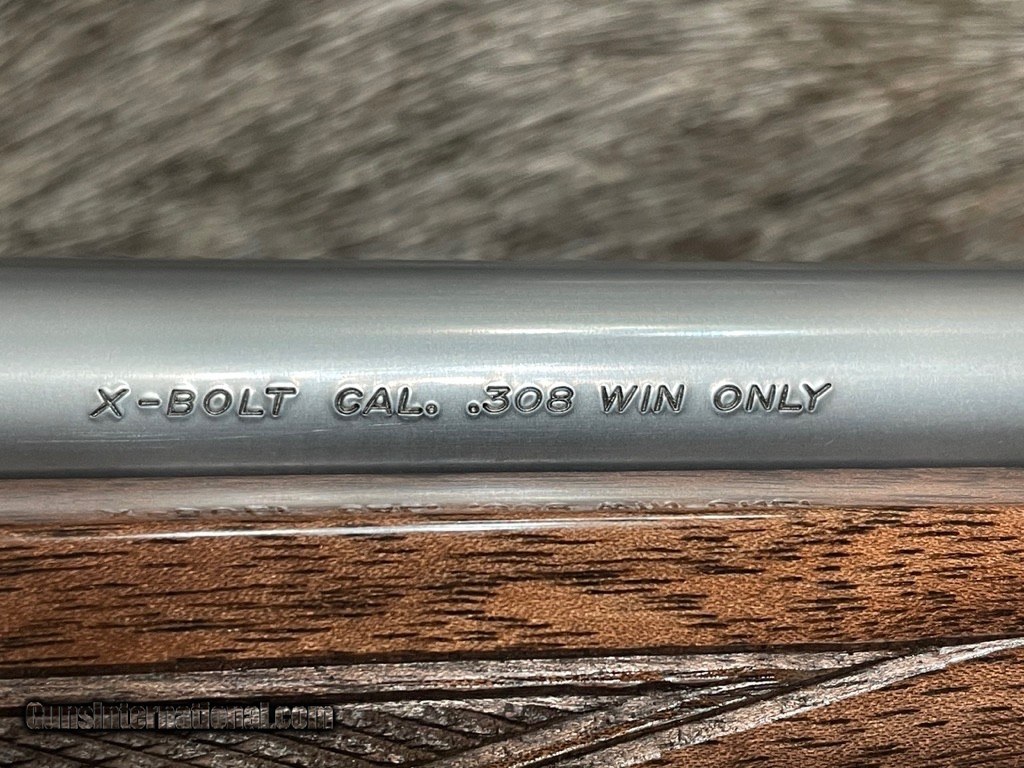 X-BOLT CAL. .308 WIN ONLY
GunsInternational.com